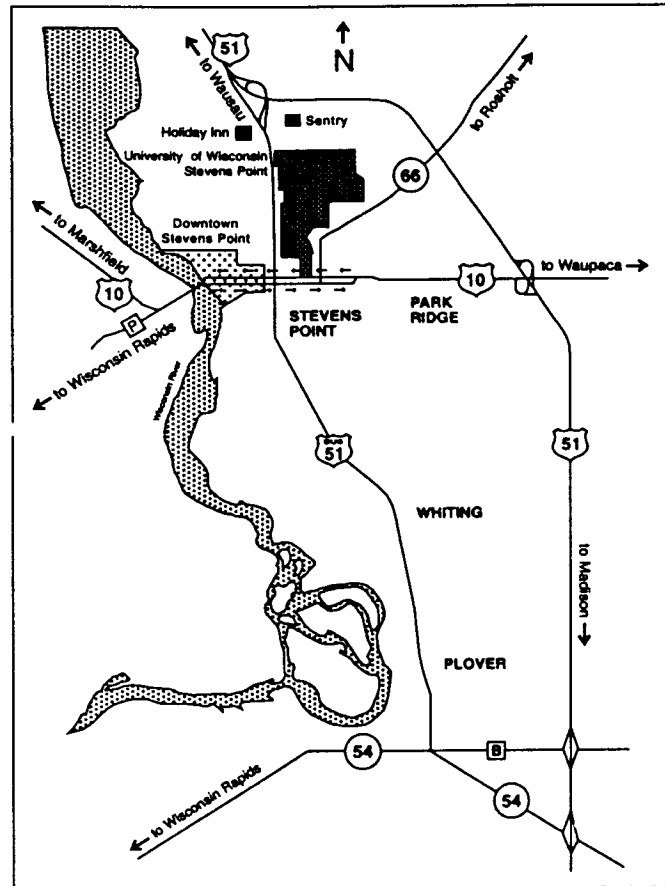 51
to Wausau
N
to Rosholt
Holiday Inn
Sentry
University of Wisconsin
Stevens Point
66
to Marshfield
Downtown
Stevens Point
to Waupaca
10
10
P
STEVENS
POINT
PARK
RIDGE
to Wisconsin Rapids
Wisconsin River
BUS
51
51
WHITING
to Madison
PLOVER
54
B
to Wisconsin Rapids
54